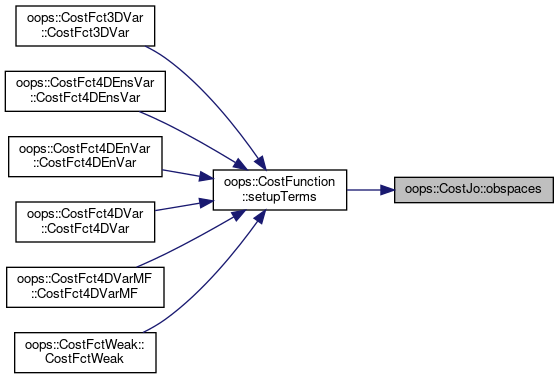 oops::CostFct3DVar
::CostFct3DVar
oops::CostFct4DEnsVar
::CostFct4DEnsVar
oops::CostFct4DEnVar
::CostFct4DEnVar
oops::CostFct4DVar
::CostFct4DVar
oops::CostFct4DVarMF
::CostFct4DVarMF
oops::CostFctWeak::
CostFctWeak
oops::CostFunction
::setupTerms
oops::CostJo::obspaces